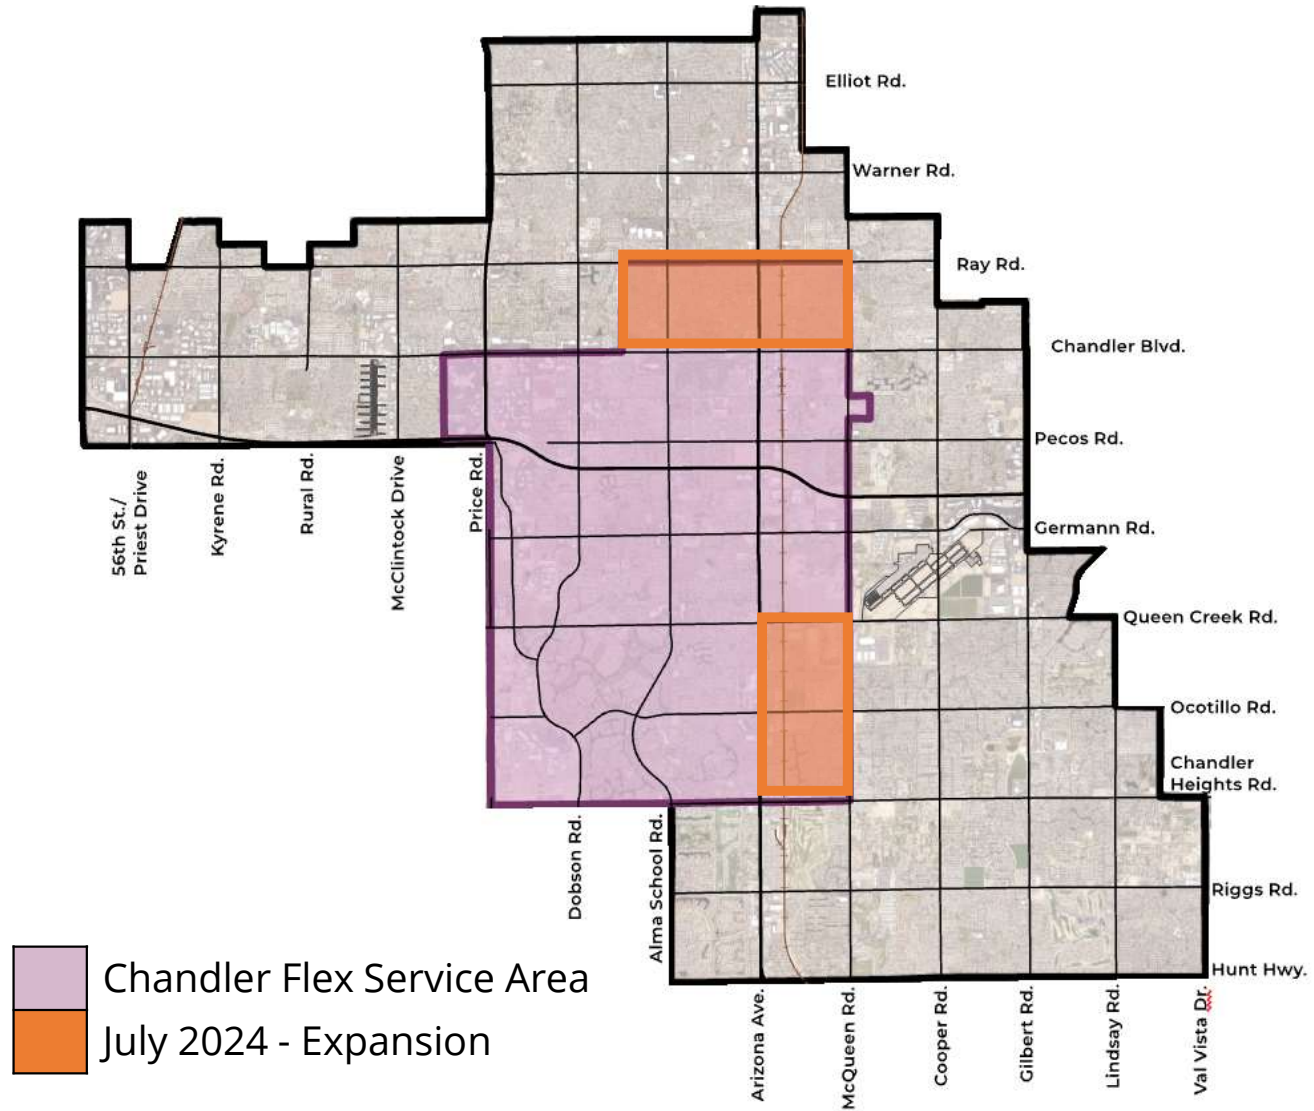 Elliot Rd.
Warner Rd.
Ray Rd.
Chandler Blvd.
Pecos Rd.
Germann Rd.
Queen Creek Rd.
Ocotillo Rd.
Chandler
Heights Rd.
Riggs Rd.
Hunt Hwy.
56th St./
Priest Drive
Kyrene Rd.
Rural Rd.
McClintock Drive
Price Rd.
Dobson Rd.
Alma School Rd.
Arizona Ave.
McQueen Rd.
Cooper Rd.
Gilbert Rd.
Lindsay Rd.
Val Vista Dr.
Chandler Flex Service Area
July 2024 - Expansion